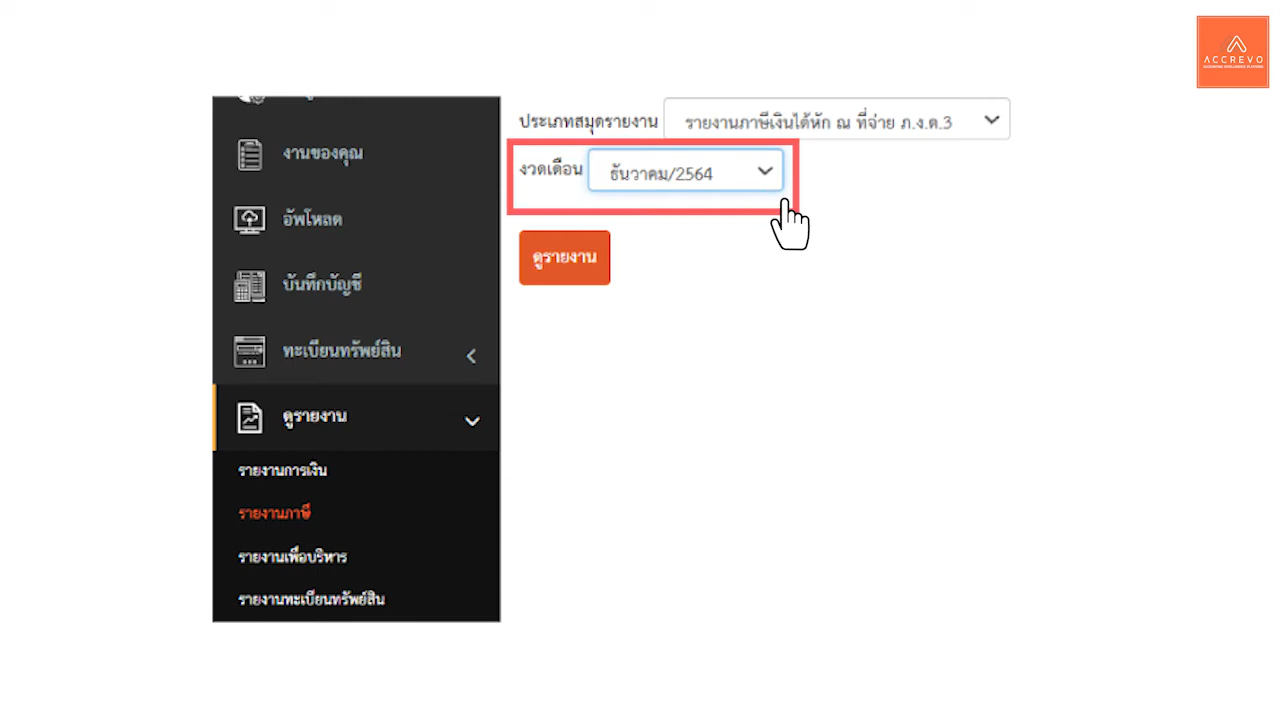 ACCREVO
ประเภทสมุดรายงาน รายงานภาษีเงินได้หัก ณ ที่จ่าย ภ.ง.ด.3
งวดเดือน ธันวาคม/2564
ดูรายงาน
งานของคุณ
อัพโหลด
บันทึกบัญชี
ทะเบียนทรัพย์สิน
ดูรายงาน
รายงานการเงิน
รายงานภาษี
รายงานเพื่อบริหาร
รายงานทะเบียนทรัพย์สิน